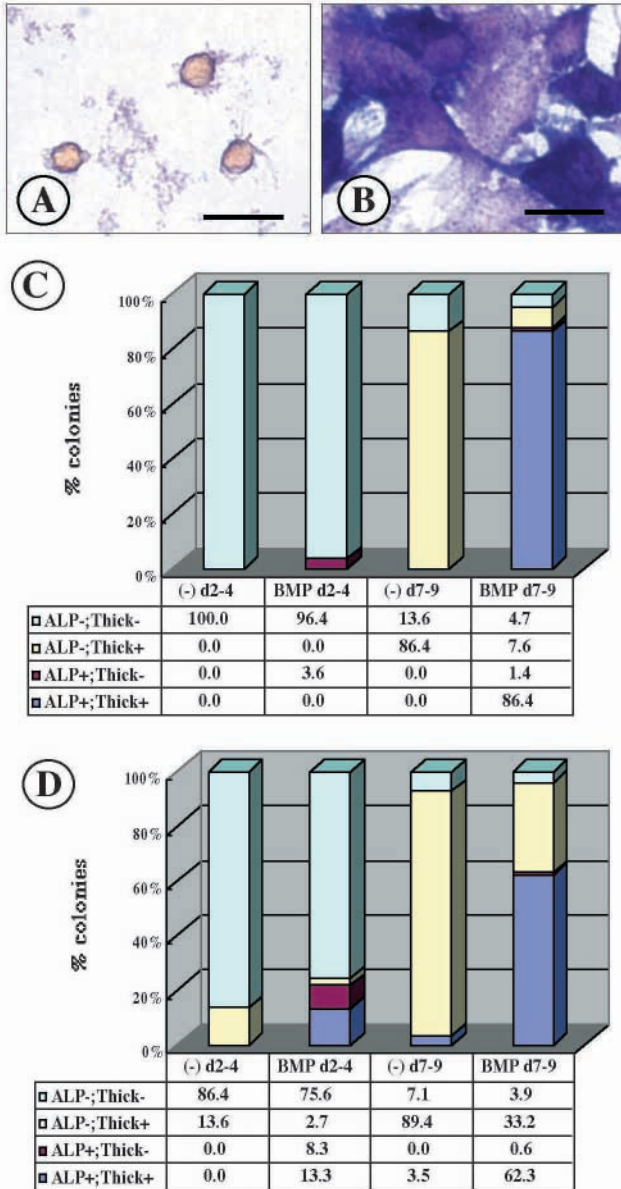 A
B
C
100%
80%
60%
40%
20%
0%
% colonies
(-) d2-4 BMP d2-4 (-) d7-9 BMP d7-9
ALP-;Thick- 100.0 96.4 13.6 4.7
ALP-;Thick+ 0.0 0.0 86.4 7.6
ALP+;Thick- 0.0 3.6 0.0 1.4
ALP+;Thick+ 0.0 0.0 0.0 86.4
D
100%
80%
60%
40%
20%
0%
% colonies
(-) d2-4 BMP d2-4 (-) d7-9 BMP d7-9
ALP-;Thick- 86.4 75.6 7.1 3.9
ALP-;Thick+ 13.6 2.7 89.4 33.2
ALP+;Thick- 0.0 8.3 0.0 0.6
ALP+;Thick+ 0.0 13.3 3.5 62.3